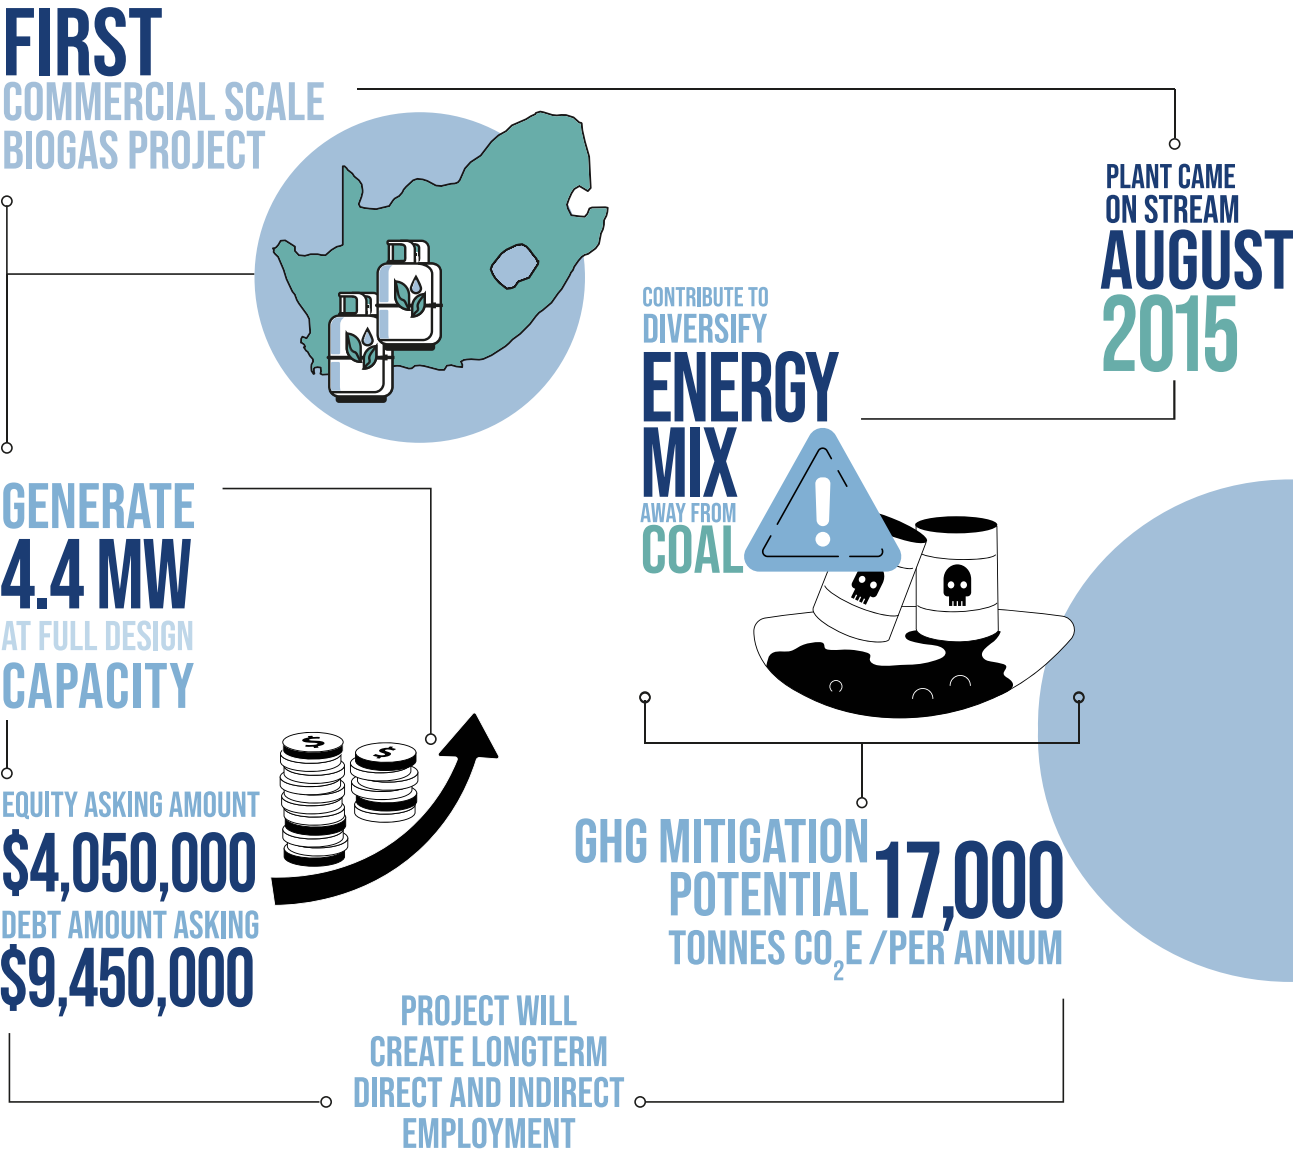 FIRST
COMMERCIAL SCALE
BIOGAS PROJECT
PLANT CAME
ON STREAM
AUGUST
2015
CONTRIBUTE TO
DIVERSIFY
ENERGY
MIX
AWAY FROM
COAL
GENERATE
4.4 MW
AT FULL DESIGN
CAPACITY
$ $
EQUITY ASKING AMOUNT
$4,050,000
DEBT AMOUNT ASKING
$9,450,000
GHG MITIGATION
POTENTIAL 17,000
TONNES CO₂E /PER ANNUM
PROJECT WILL
CREATE LONGTERM
DIRECT AND INDIRECT
EMPLOYMENT